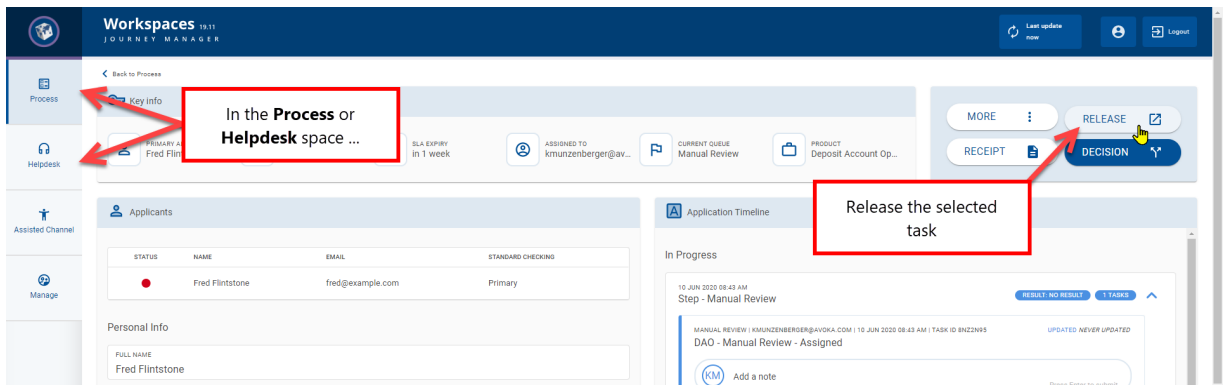 Workspaces 19.11
JOURNEY MANAGER
Last update
now
Logout
Process
Helpdesk
Assisted Channel
Manage
Back to Process
Key info
In the Process or
Helpdesk space ...
PRIMARY A
Fred Flin
SLA EXPIRY
in 1 week
ASSIGNED TO
kmunzenberger@av...
CURRENT QUEUE
Manual Review
PRODUCT
Deposit Account Op...
MORE
RELEASE
RECEIPT
DECISION
Release the selected
task
Applicants
STATUS NAME EMAIL STANDARD CHECKING
Fred Flintstone fred@example.com Primary
Personal Info
FULL NAME
Fred Flintstone
A Application Timeline
In Progress
10 JUN 2020 08:43 AM
Step - Manual Review
RESULT: NO RESULT 1 TASKS
MANUAL REVIEW | KMUNZENBERGER@AVOKA.COM | 10 JUN 2020 08:43 AM | TASK ID 8NZ2N95 UPDATED NEVER UPDATED
DAO - Manual Review - Assigned
KM Add a note